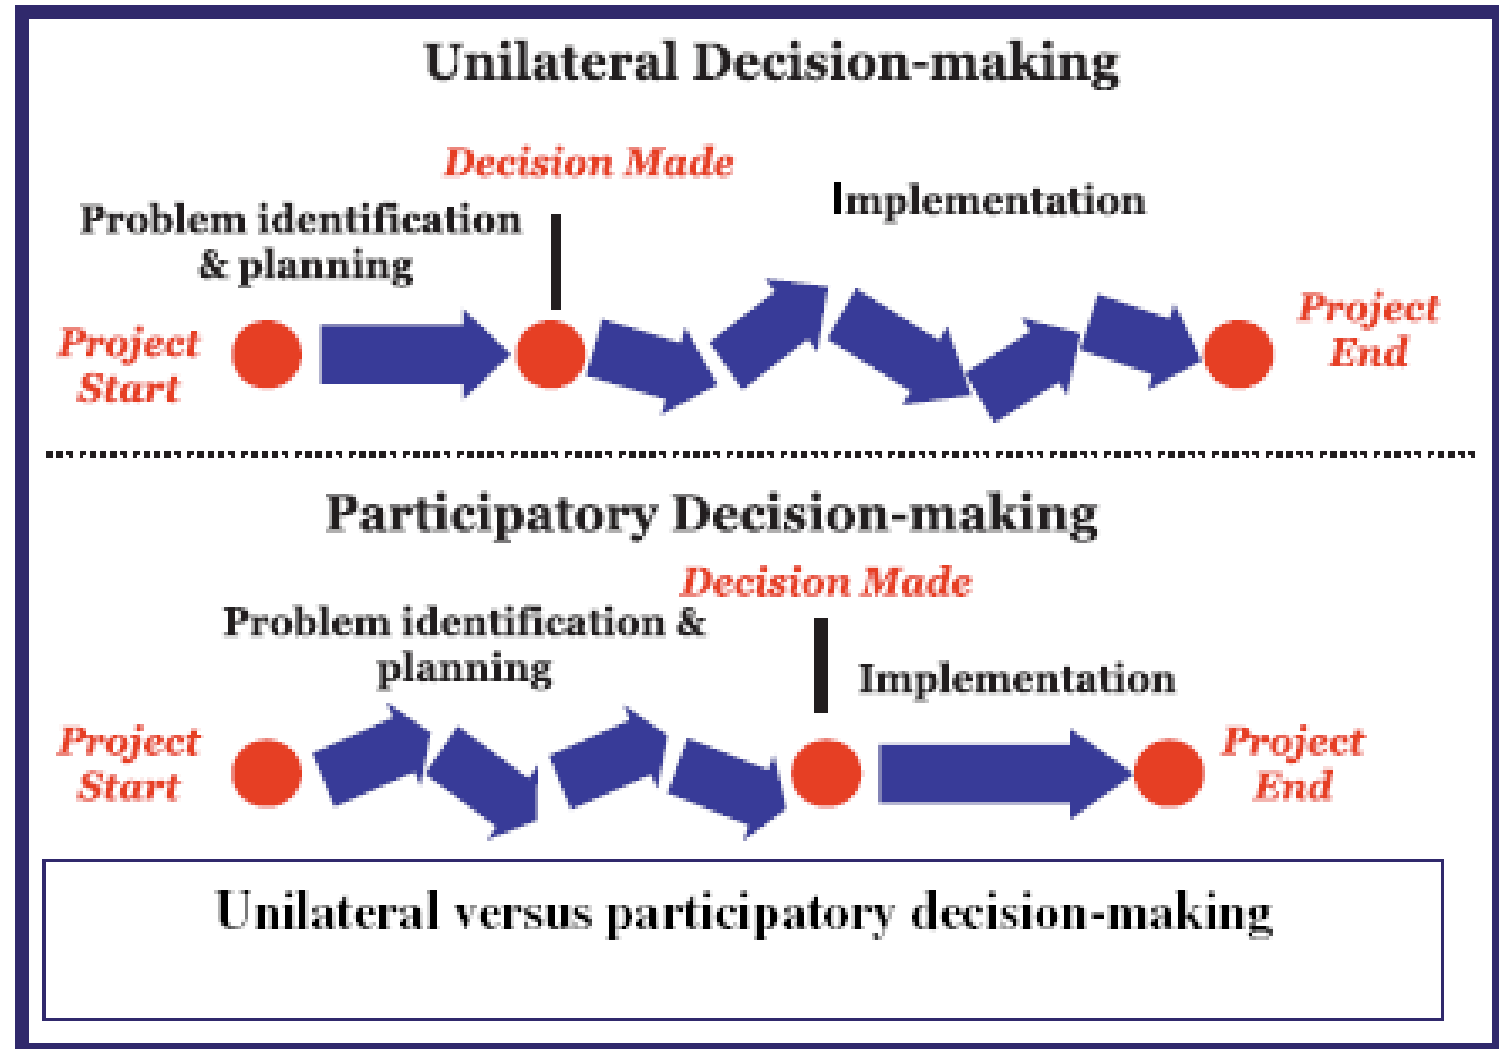 Unilateral Decision-making
Decision Made
Implementation
Problem identification
& planning
Project
Start
Project
End
Participatory Decision-making
Decision Made
Problem identification &
planning
Implementation
Project
Start
Project
End
Unilateral versus participatory decision-making